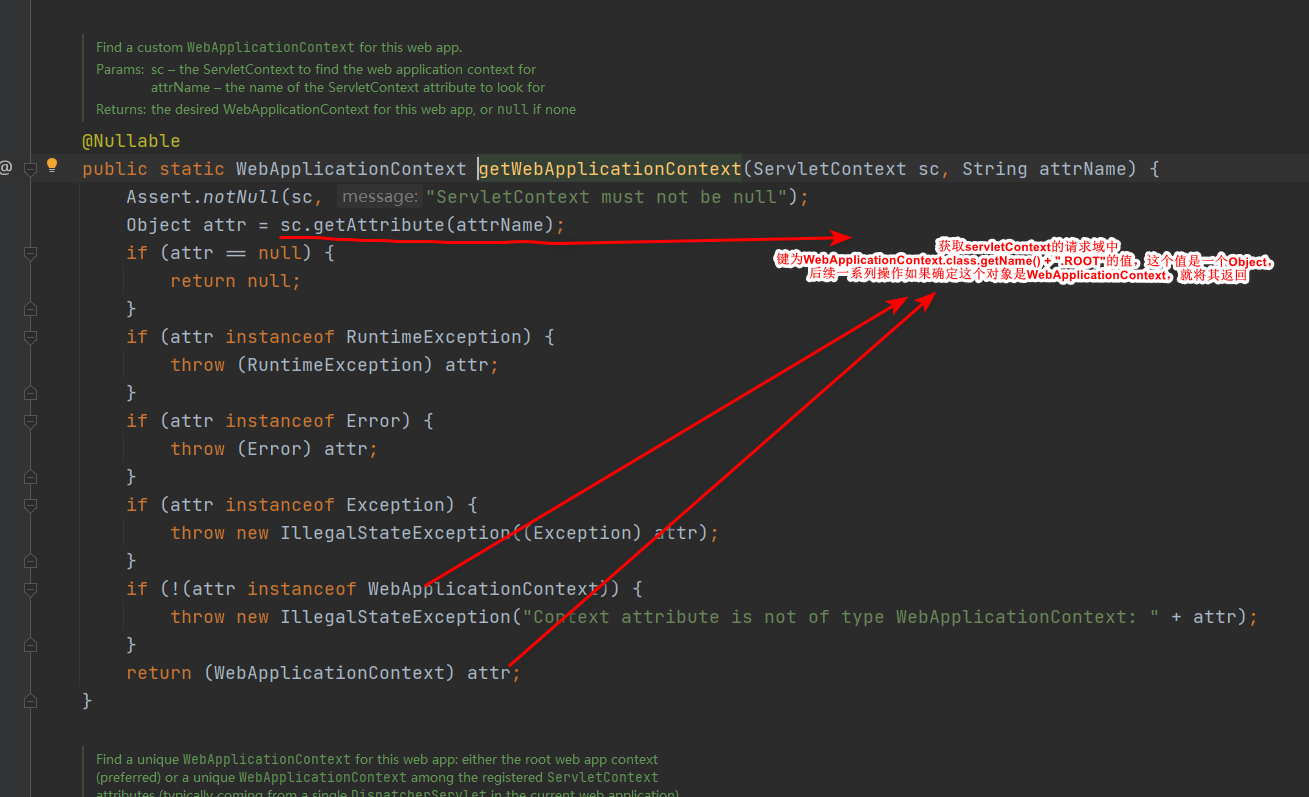 Find a custom WebApplicationContext for this web app.
Params: sc – the ServletContext to find the web application context for
attrName – the name of the ServletContext attribute to look for
Returns: the desired WebApplicationContext for this web app, or null if none
@Nullable
@ public static WebApplicationContext getWebApplicationContext(ServletContext sc, String attrName) {
Assert.notNull(sc, message: "ServletContext must not be null");
Object attr = sc.getAttribute(attrName);
获取servletContext的请求域中
键为WebApplicationContext.class.getName() + ".ROOT"的值，这个值是一个Object，
后续一系列操作如果确定这个对象是WebApplicationContext，就将其返回
if (attr == null) {
return null;
}
if (attr instanceof RuntimeException) {
throw (RuntimeException) attr;
}
if (attr instanceof Error) {
throw (Error) attr;
}
if (attr instanceof Exception) {
throw new IllegalStateException((Exception) attr);
}
if (!(attr instanceof WebApplicationContext)) {
throw new IllegalStateException("Context attribute is not of type WebApplicationContext: " + attr);
}
return (WebApplicationContext) attr;
}
Find a unique WebApplicationContext for this web app: either the root web app context
(preferred) or a unique WebApplicationContext among the registered ServletContext
attributes (typically coming from a single DispatcherServlet in the current web application)